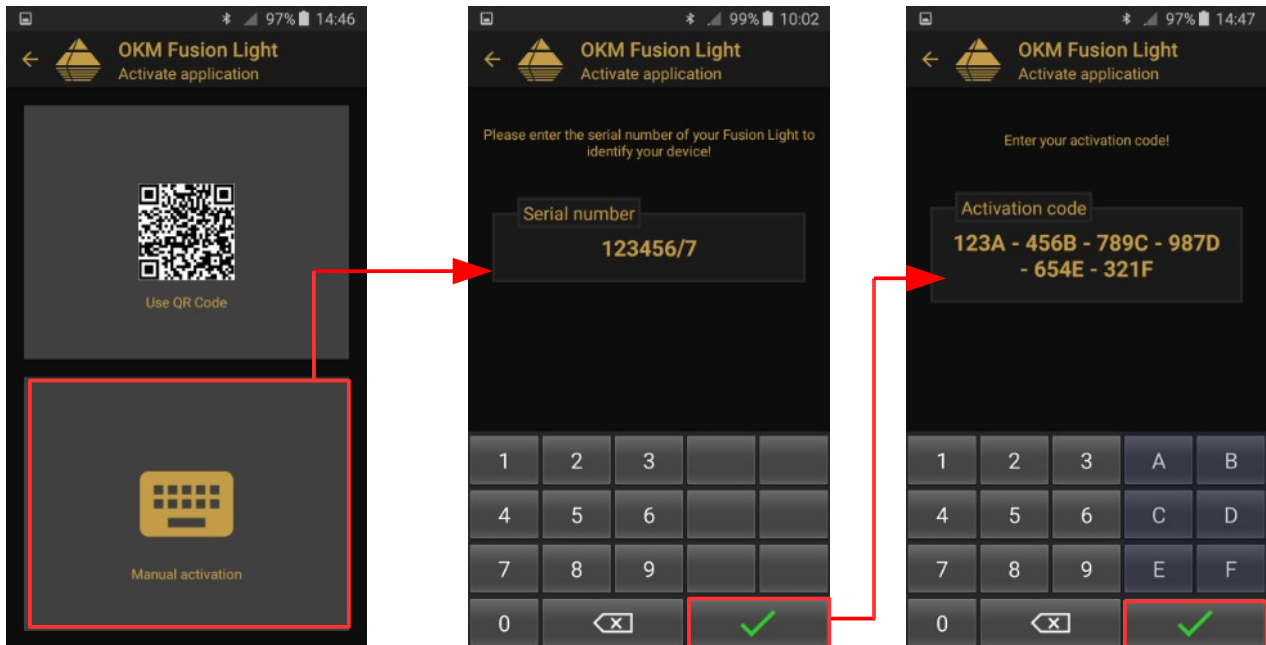 97% 14:46
OKM Fusion Light
Activate application
Use QR Code
Manual activation
99% 10:02
OKM Fusion Light
Activate application
Please enter the serial number of your Fusion Light to
identify your device!
Serial number
123456/7
1 2 3
4 5 6
7 8 9
0
97% 14:47
OKM Fusion Light
Activate application
Enter your activation code!
Activation code
123A - 456B - 789C - 987D
- 654E - 321F
1 2 3 A B
4 5 6 C D
7 8 9 E F
0